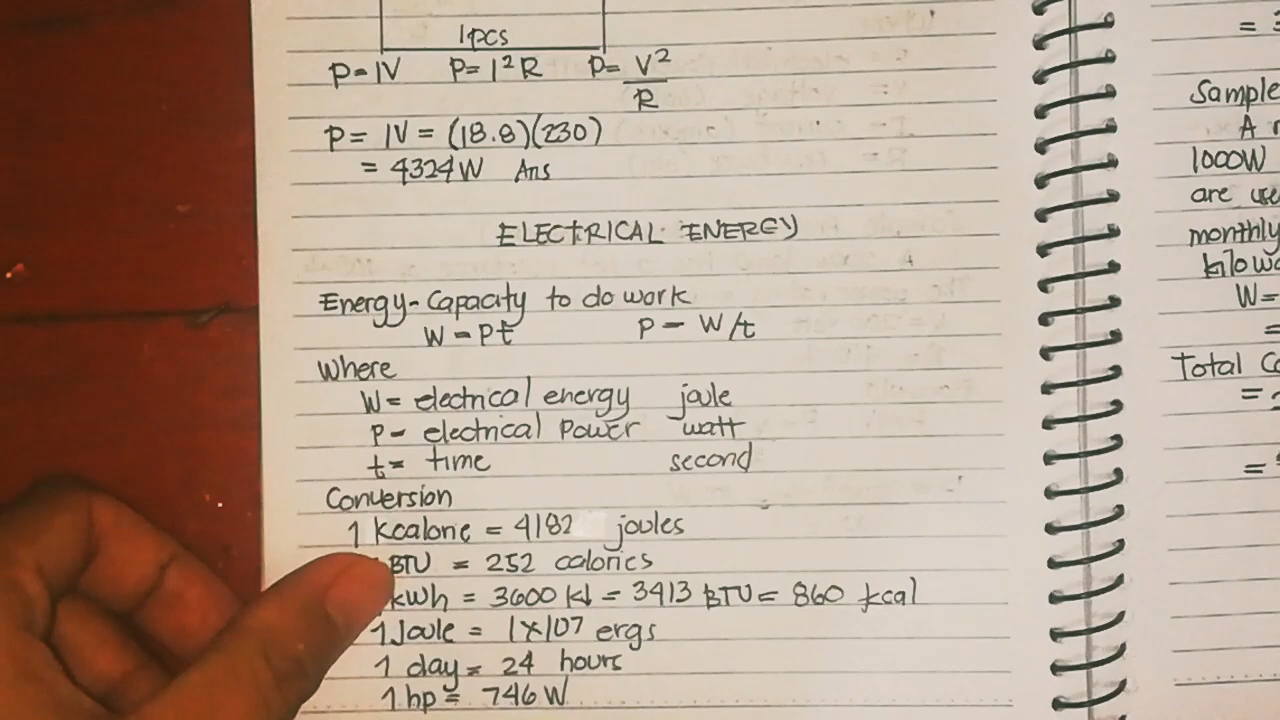 1pcs
P=IV P=I²R P=V²/R
P= IV = (18.8)(230)
= 4324W Ans
ELECTRICAL ENERGY
Energy-Capacity to do work
W=Pt P=W/t
Where
W= electrical energy joule
P= electrical Power watt
t= time second
Conversion
1 Kcalorie = 4182 joules
BTU = 252 calories
kWh = 3600 KJ = 3413 BTU = 860 kcal
1 Joule = 1x107 ergs
1 day = 24 hours
1 hp = 746 W
= 
Sample
A
1000W
are use
monthly
kilowa
W=
=
Total Co
=
=